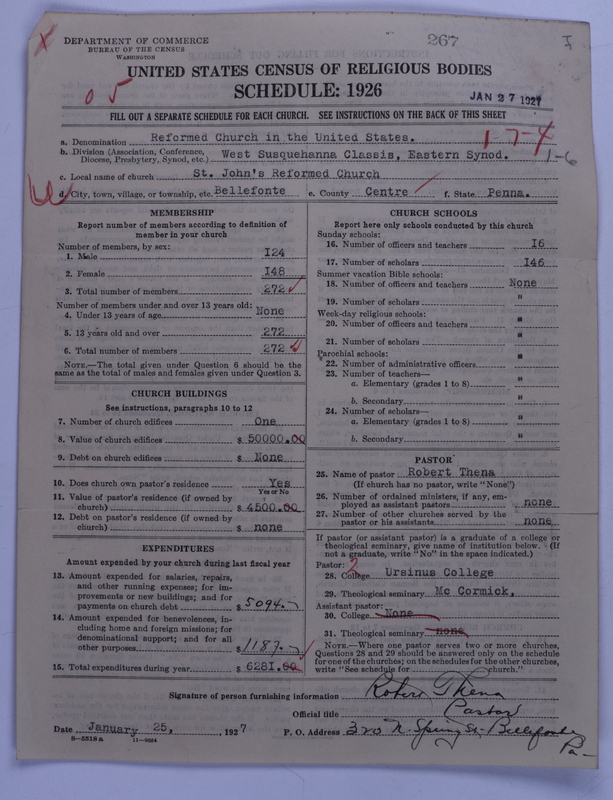 267
DEPARTMENT OF COMMERCE
BUREAU OF THE CENSUS
WASHINGTON
UNITED STATES CENSUS OF RELIGIOUS BODIES
SCHEDULE: 1926
JAN 27 1927
0 5
FILL OUT A SEPARATE SCHEDULE FOR EACH CHURCH. SEE INSTRUCTIONS ON THE BACK OF THIS SHEET
a. Denomination Reformed Church in the United States.
1-7-4
b. Division (Association, Conference,
Diocese, Presbytery, Synod, etc.) West Susquehanna Classis, Eastern Synod.
1-6
c. Local name of church St. John's Reformed Church
d. City, town, village, or township, etc. Bellefonte e. County Centre f. State Penna.
MEMBERSHIP
Report number of members according to definition of
member in your church
Number of members, by sex:
1. Male 124
2. Female 148
3. Total number of members 272
Number of members under and over 13 years old:
4. Under 13 years of age None
5. 13 years old and over 272
6. Total number of members 272
NOTE.—The total given under Question 6 should be
same as the total of males and females given under Question 3.
CHURCH BUILDINGS
See instructions, paragraphs 10 to 12
7. Number of church edifices One
8. Value of church edifices $ 50000.00
9. Debt on church edifices $ None
10. Does church own pastor's residence? Yes
Yes or No
11. Value of pastor's residence (if owned by
church) $ 4500.00
12. Debt on pastor's residence (if owned by
church) $ none
EXPENDITURES
Amount expended by your church during last fiscal year
13. Amount expended for salaries, repairs,
and other running expenses; for im-
provements or new buildings; and for
payments on church debt $ 5094.
14. Amount expended for benevolences, in-
cluding home and foreign missions; for
denominational support; and for all
other purposes $ 1187.
15. Total expenditures during year $ 6281.00
CHURCH SCHOOLS
Report here only schools conducted by this church
Sunday schools:
16. Number of officers and teachers 16
17. Number of scholars 146
Summer vacation Bible schools:
18. Number of officers and teachers None
19. Number of scholars "
Week-day religious schools:
20. Number of officers and teachers "
21. Number of scholars "
Parochial schools:
22. Number of administrative officers "
23. Number of teachers—
a. Elementary (grades 1 to 8) "
b. Secondary "
24. Number of scholars—
a. Elementary (grades 1 to 8) "
b. Secondary "
PASTOR
25. Name of pastor Robert Thena
(If church has no pastor, write "None")
26. Number of ordained ministers, if any, em-
ployed as assistant pastors none
27. Number of other churches served by the
pastor or his assistants none
If pastor (or assistant pastor) is a graduate of a college or
theological seminary, give name of institution below. (If
not a graduate, write "No" in the space indicated.)
Pastor: 2
28. College Ursinus College
29. Theological seminary Mc Cormick,
Assistant pastor:
30. College None
31. Theological seminary none
NOTE.—Where one pastor serves two or more churches,
Questions 28 and 29 should be answered only on the schedule
for one of the churches; on the schedules for the other churches,
write "See schedule for church."
Signature of person furnishing information Robert Thena
Official title Pastor
Date January 25, 1927 P. O. Address 320 N. Spring St. Bellefonte
Pa-
8-5518 a 11-9234